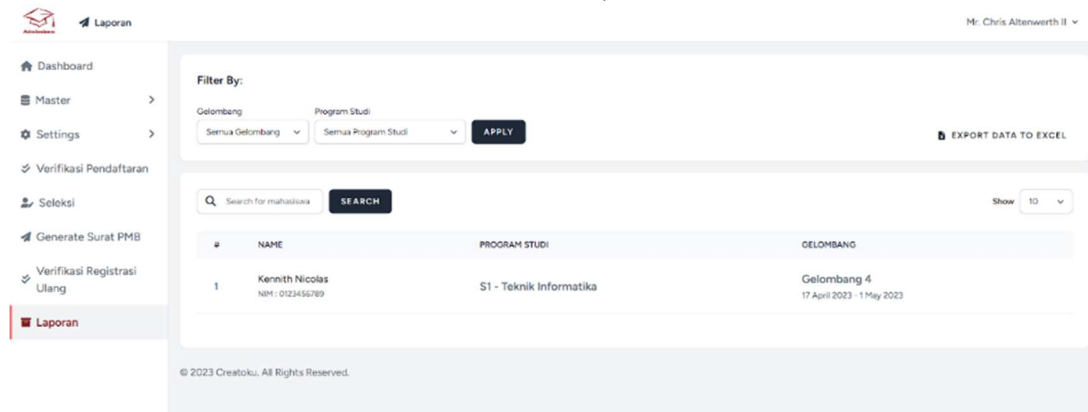 Laporan
Mr. Chris Altenwerth II
Dashboard
Master
Settings
Verifikasi Pendaftaran
Seleksi
Generate Surat PMB
Verifikasi Registrasi
Ulang
Laporan
Filter By:
Gelombang Program Studi
Semua Gelombang Semua Program Studi APPLY
EXPORT DATA TO EXCEL
Search for mahasiswa SEARCH
Show 10
# NAME PROGRAM STUDI GELOMBANG
1 Kennith Nicolas S1 - Teknik Informatika Gelombang 4
NIM : 0123456789 17 April 2023 - 1 May 2023
© 2023 Creatoku. All Rights Reserved.